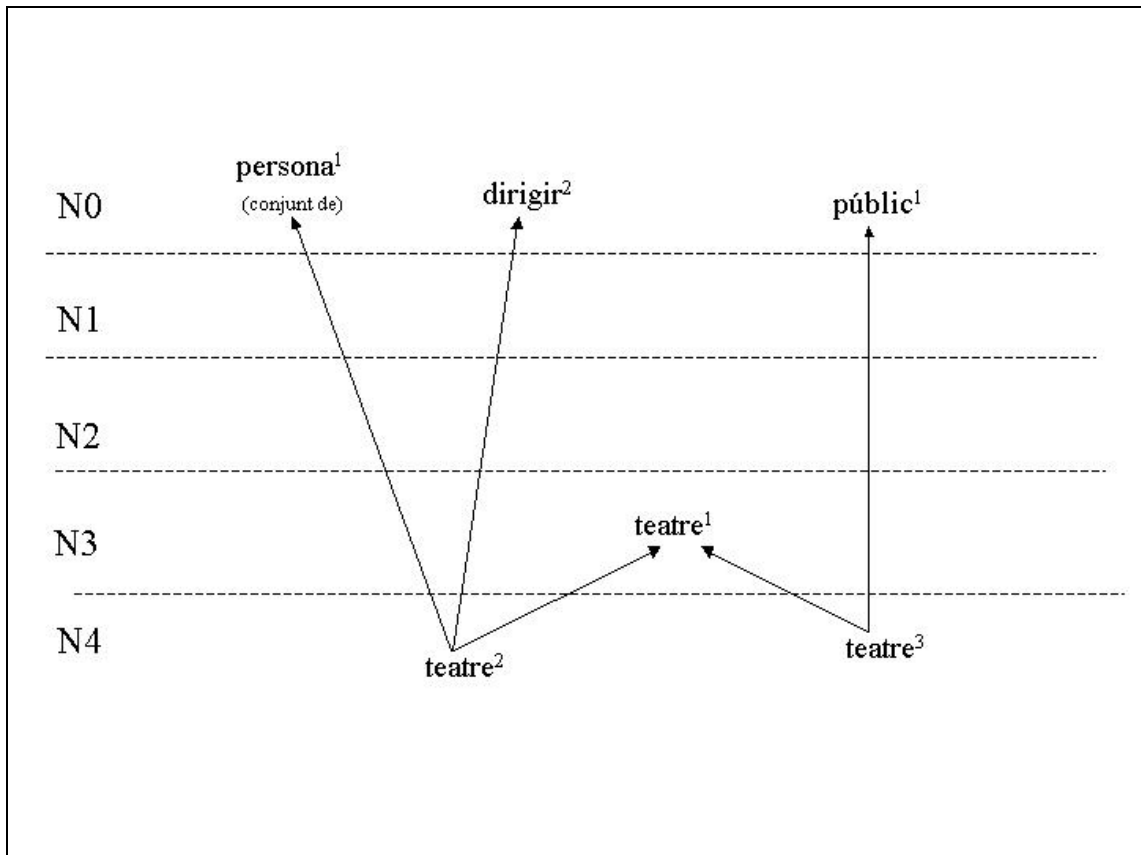 N0 persona¹ dirigir² públic¹
(conjunt de)
N1
N2
N3 teatre¹
N4 teatre² teatre³